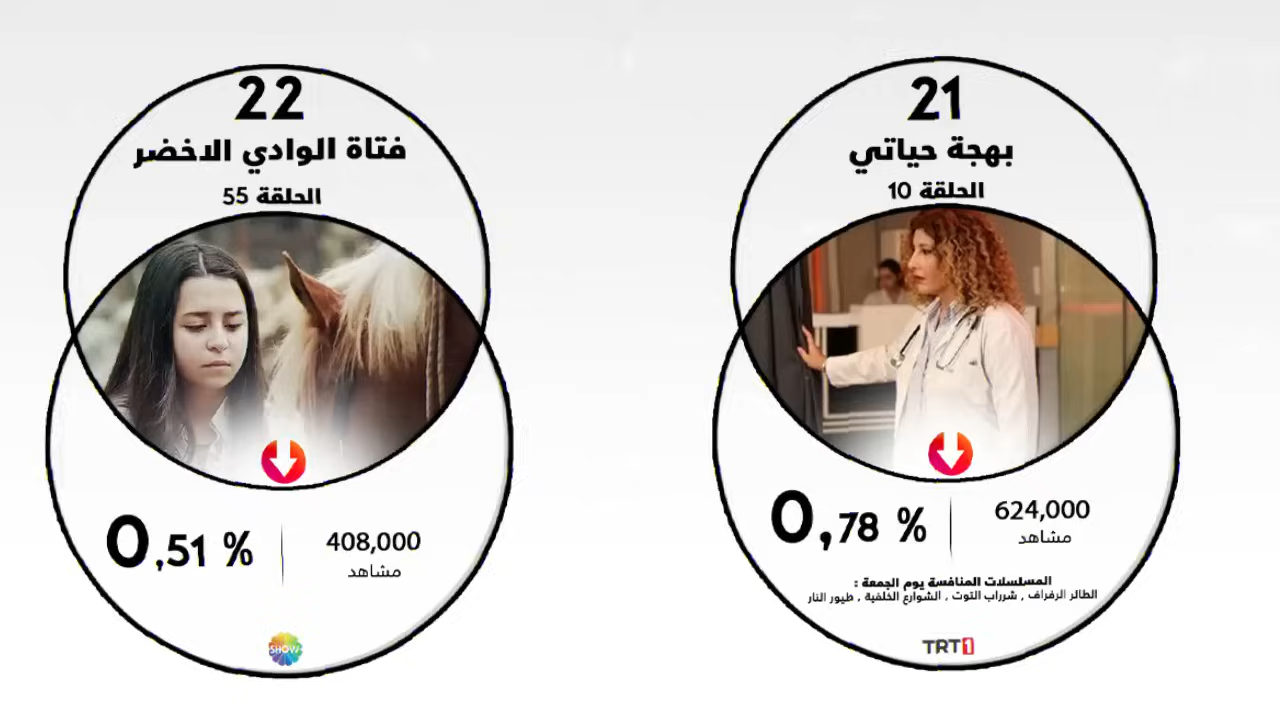 21
بهجة حياتي
الحلقة 10
0,78 %
624,000
مشاهد
المسلسلات المنافسة يوم الجمعة :
الطائر الرفراف , شرراب التوت , الشوارع الخلفية , طيور النار
TRT1
22
فتاة الوادي الاخضر
الحلقة 55
0,51 %
408,000
مشاهد
SHOW